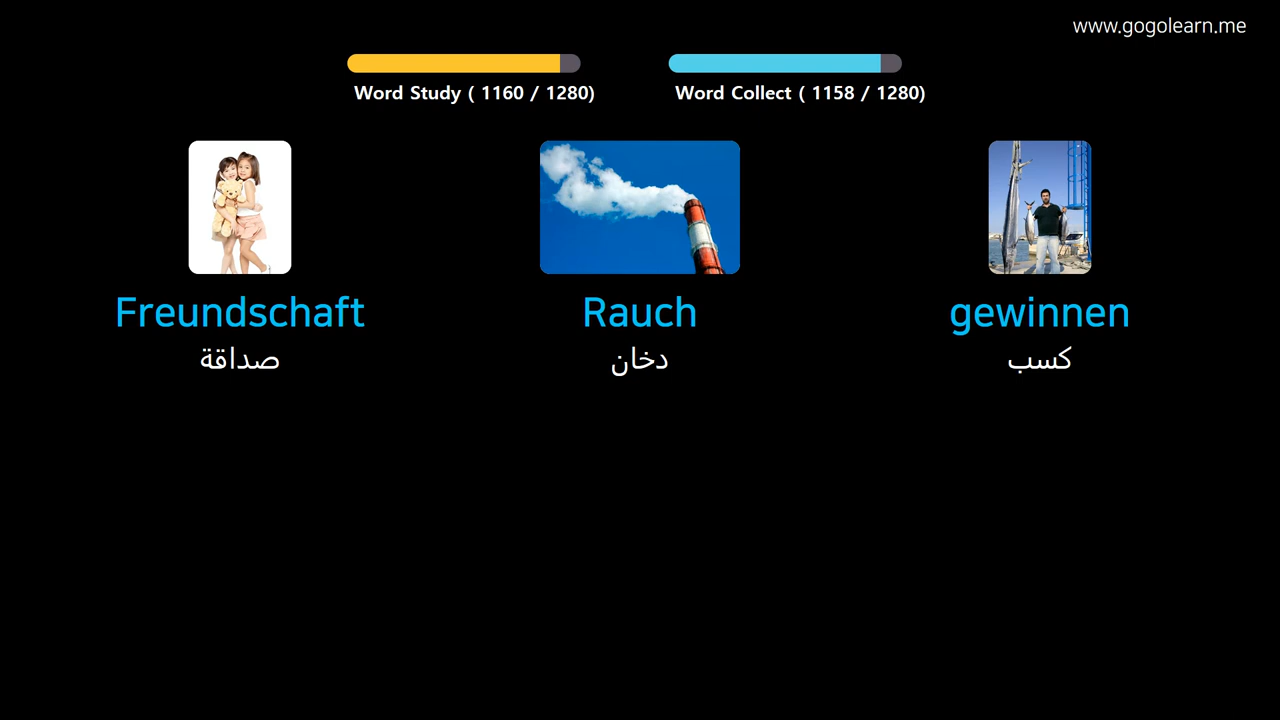 www.gogolearn.me
Word Study ( 1160 / 1280)
Word Collect ( 1158 / 1280)
Freundschaft
صداقة
Rauch
دخان
gewinnen
كسب